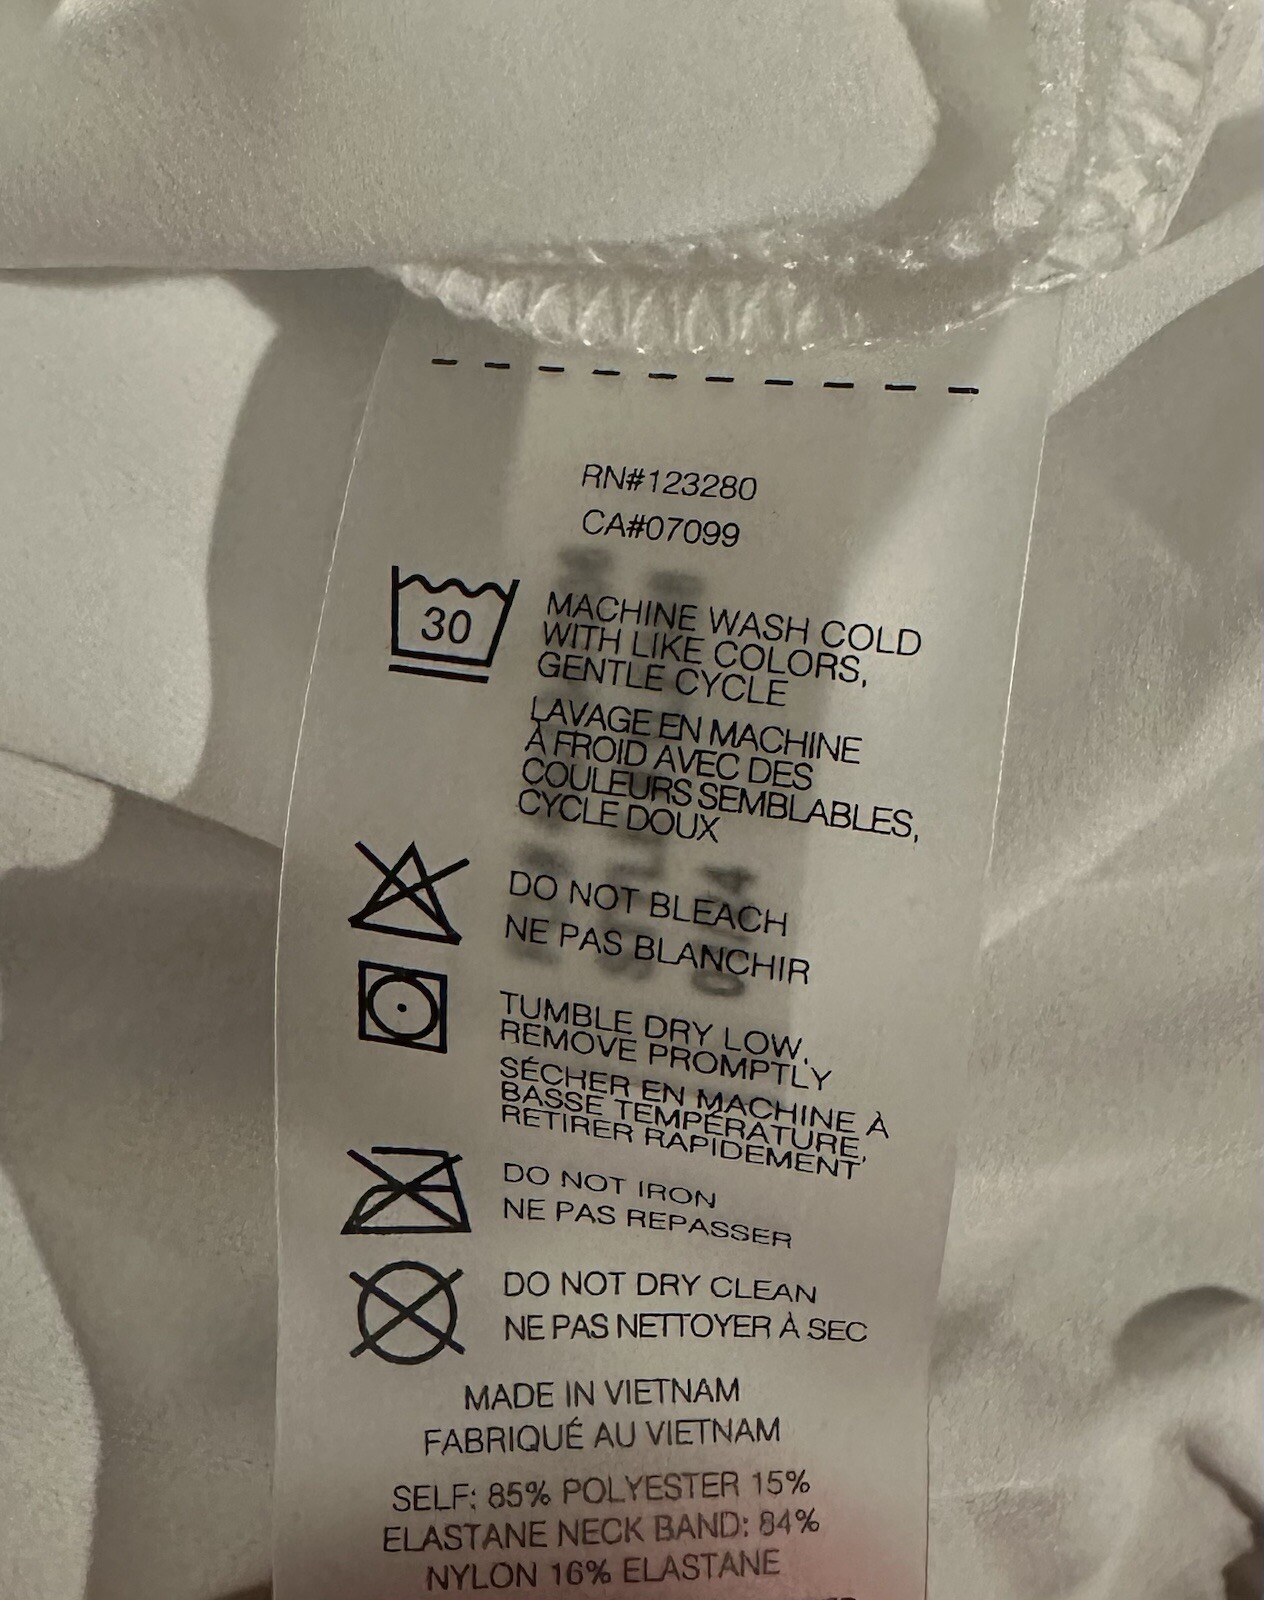 RN#123280
CA#07099
30
MACHINE WASH COLD
WITH LIKE COLORS,
GENTLE CYCLE
LAVAGE EN MACHINE
À FROID AVEC DES
COULEURS SEMBLABLES,
CYCLE DOUX
DO NOT BLEACH
NE PAS BLANCHIR
TUMBLE DRY LOW,
REMOVE PROMPTLY
SÉCHER EN MACHINE À
BASSE TEMPÉRATURE,
RETIRER RAPIDEMENT
DO NOT IRON
NE PAS REPASSER
DO NOT DRY CLEAN
NE PAS NETTOYER À SEC
MADE IN VIETNAM
FABRIQUÉ AU VIETNAM
SELF: 85% POLYESTER 15%
ELASTANE NECK BAND: 84%
NYLON 16% ELASTANE